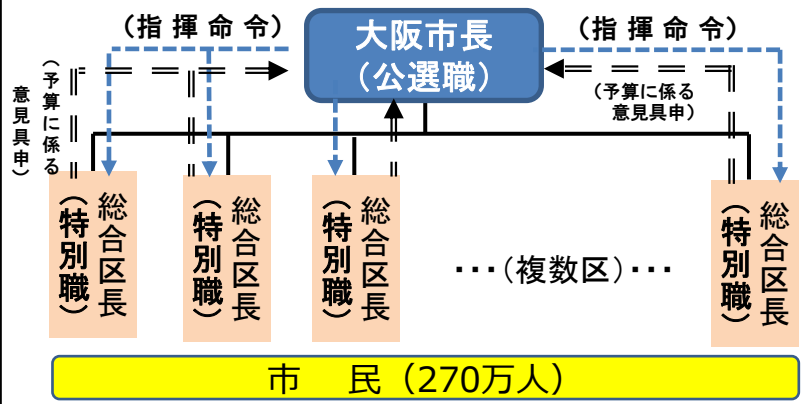 (指揮命令)
大阪市長
(公選職)
(指揮命令)
(予算に係る
意見具申)
(予算に係る
意見具申)
総合区長
(特別職)
総合区長
(特別職)
総合区長
(特別職)
・・・(複数区)・・・
総合区長
(特別職)
市 民(270万人)